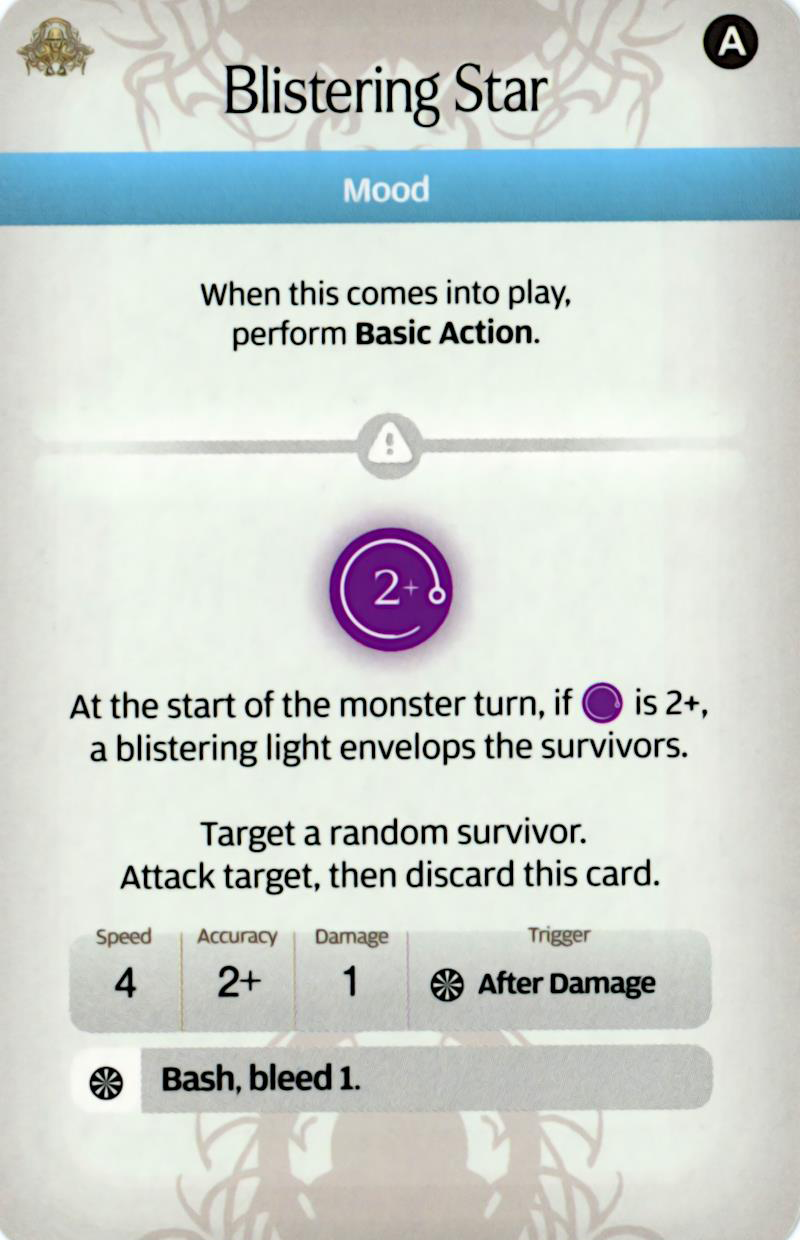 A
Blistering Star
Mood
When this comes into play,
perform Basic Action.
2+
At the start of the monster turn, if is 2+,
a blistering light envelops the survivors.
Target a random survivor.
Attack target, then discard this card.
Speed Accuracy Damage Trigger
4 2+ 1 After Damage
Bash, bleed 1.